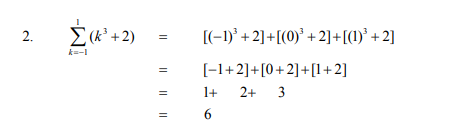 2. $\sum_{k=-1}^{1}(k^3+2)$ = $[(-1)^3+2]+[(0)^3+2]+[(1)^3+2]$
= $[-1+2]+[0+2]+[1+2]$
= 1+ 2+ 3
= 6